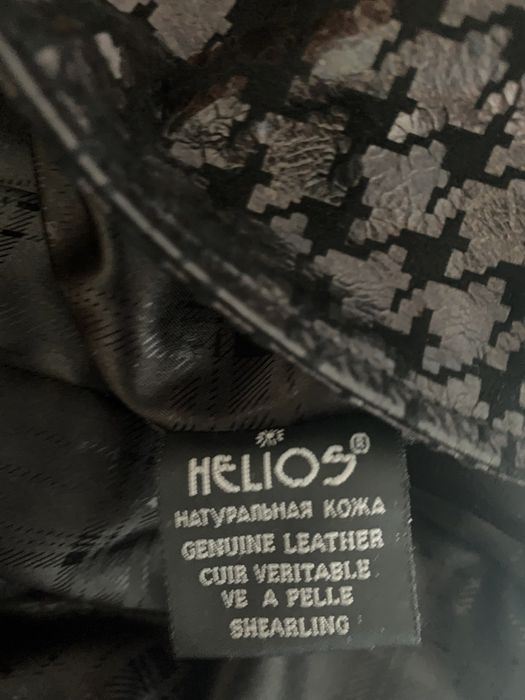 HELIOS®
НАТУРАЛЬНАЯ КОЖА
GENUINE LEATHER
CUIR VERITABLE
VE A PELLE
SHEARLING